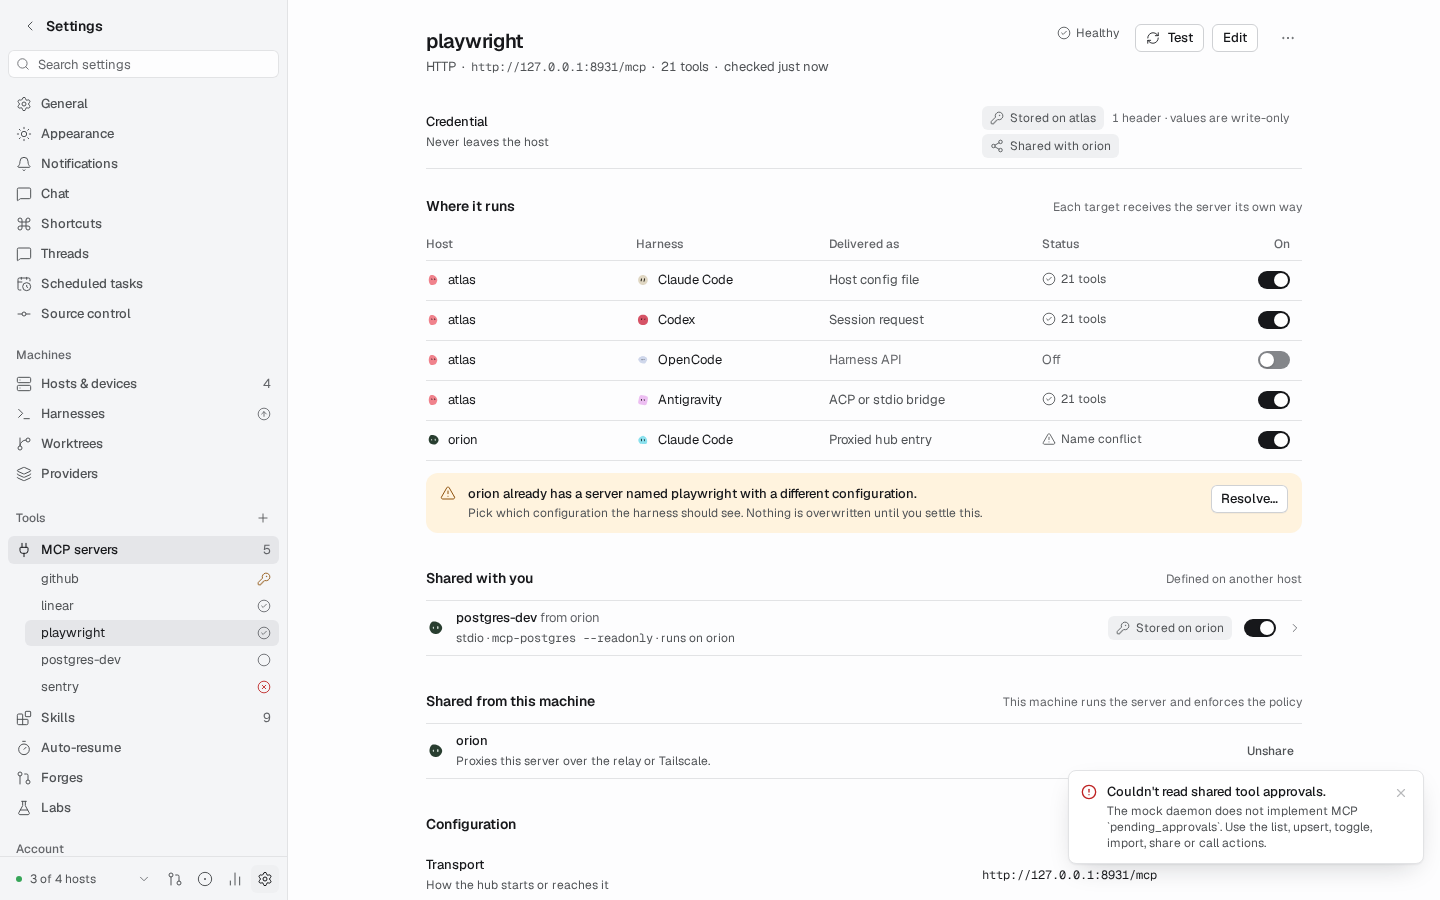 Settings
Search settings
General
Appearance
Notifications
Chat
Shortcuts
Threads
Scheduled tasks
Source control
Machines
Hosts & devices 4
Harnesses
Worktrees
Providers
Tools
MCP servers 5
github
linear
playwright
postgres-dev
sentry
Skills 9
Auto-resume
Forges
Labs
Account
3 of 4 hosts
playwright
Healthy
Test
Edit
HTTP · http://127.0.0.1:8931/mcp · 21 tools · checked just now
Credential
Never leaves the host
Stored on atlas 1 header · values are write-only
Shared with orion
Where it runs Each target receives the server its own way
Host Harness Delivered as Status On
atlas Claude Code Host config file 21 tools
atlas Codex Session request 21 tools
atlas OpenCode Harness API Off
atlas Antigravity ACP or stdio bridge 21 tools
orion Claude Code Proxied hub entry Name conflict
orion already has a server named playwright with a different configuration.
Pick which configuration the harness should see. Nothing is overwritten until you settle this.
Resolve...
Shared with you Defined on another host
postgres-dev from orion
stdio · mcp-postgres --readonly · runs on orion
Stored on orion
Shared from this machine This machine runs the server and enforces the policy
orion
Proxies this server over the relay or Tailscale.
Unshare
Configuration
Transport
How the hub starts or reaches it
http://127.0.0.1:8931/mcp
Couldn't read shared tool approvals.
The mock daemon does not implement MCP
`pending_approvals`. Use the list, upsert, toggle,
import, share or call actions.